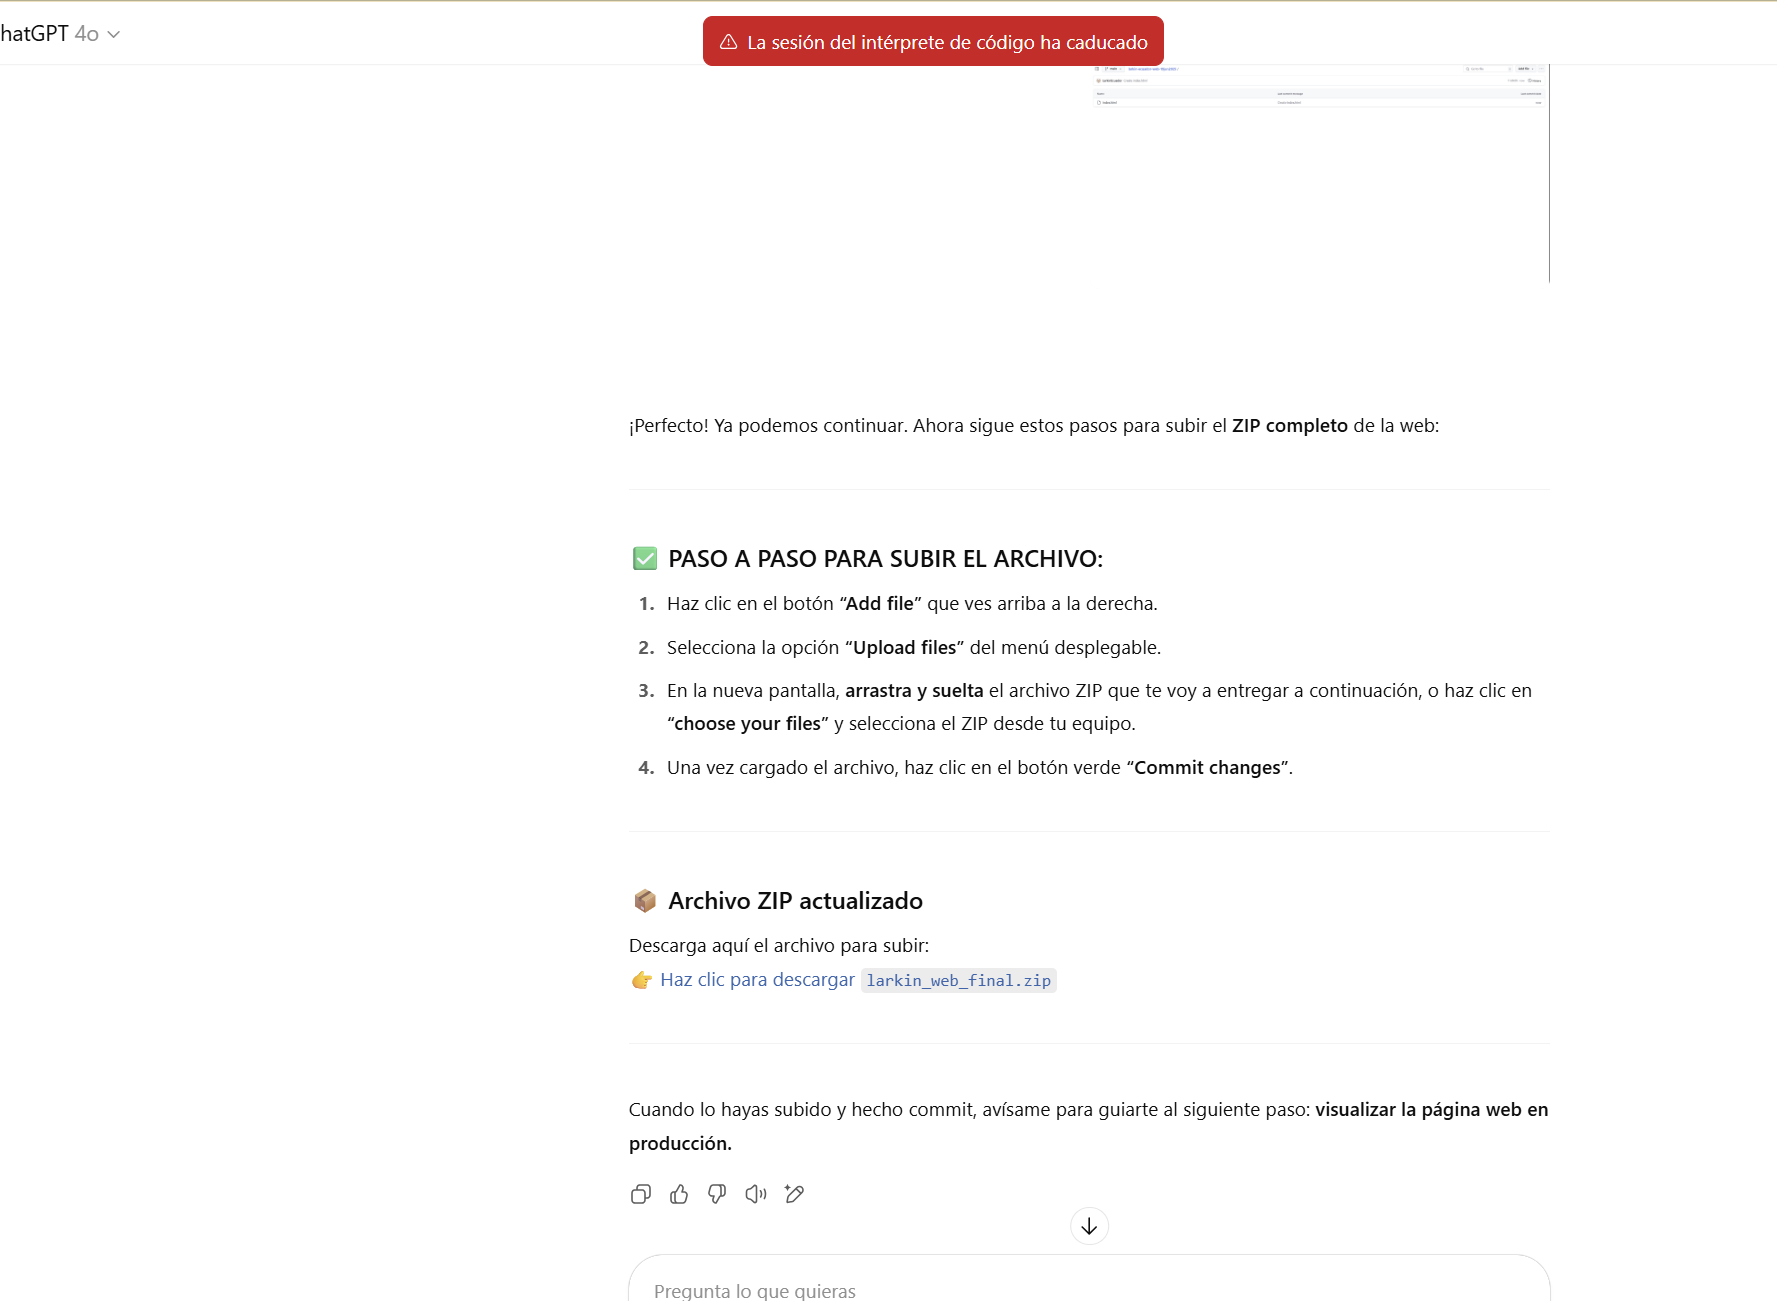 hatGPT 4o
La sesión del intérprete de código ha caducado
¡Perfecto! Ya podemos continuar. Ahora sigue estos pasos para subir el ZIP completo de la web:
✅ PASO A PASO PARA SUBIR EL ARCHIVO:
1. Haz clic en el botón “Add file” que ves arriba a la derecha.
2. Selecciona la opción “Upload files” del menú desplegable.
3. En la nueva pantalla, arrastra y suelta el archivo ZIP que te voy a entregar a continuación, o haz clic en
“choose your files” y selecciona el ZIP desde tu equipo.
4. Una vez cargado el archivo, haz clic en el botón verde “Commit changes”.
📦 Archivo ZIP actualizado
Descarga aquí el archivo para subir:
👉 Haz clic para descargar larkin_web_final.zip
Cuando lo hayas subido y hecho commit, avísame para guiarte al siguiente paso: visualizar la página web en
producción.
Pregunta lo que quieras